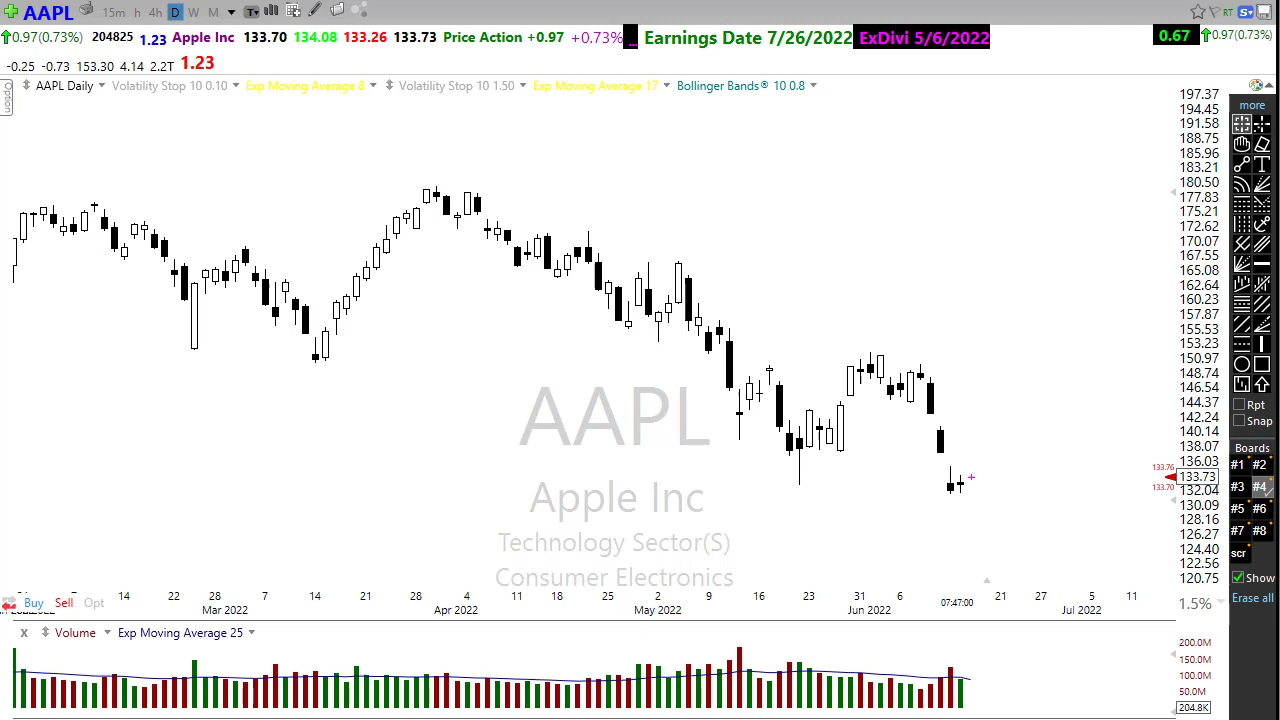 AAPL 15m h 4h D W M T RT S
0.97(0.73%) 204825 1.23 Apple Inc 133.70 134.08 133.26 133.73 Price Action +0.97 +0.73% Earnings Date 7/26/2022 ExDivi 5/6/2022 0.67 0.97(0.73%)
-0.25 -0.73 153.30 4.14 2.2T 1.23
Option
AAPL Daily Volatility Stop 10 0.10 Exp Moving Average 8 Volatility Stop 10 1.50 Exp Moving Average 17 Bollinger Bands® 10 0.8
197.37
194.45
191.58
188.75
185.96
183.21
180.50
177.83
175.21
172.62
170.07
167.55
165.08
162.64
160.23
157.87
155.53
153.23
150.97
148.74
146.54
144.37
142.24
140.14
138.07
136.03
133.76
133.73
133.70
132.04
130.09
128.16
126.27
124.40
122.56
120.75
AAPL
Apple Inc
Technology Sector(S)
Consumer Electronics
more
T
Rpt
Snap
Boards
#1 #2
#3 #4
#5 #6
#7 #8
scr
Show
Erase all
14 22 28 7 14 21 28 4 11 18 25 2 9 16 23 31 6 07:47:00 21 27 5 11
Mar 2022 Apr 2022 May 2022 Jun 2022 Jul 2022
Buy Sell Opt
1.5%
x Volume Exp Moving Average 25
200.0M
150.0M
100.0M
50.0M
204.8K